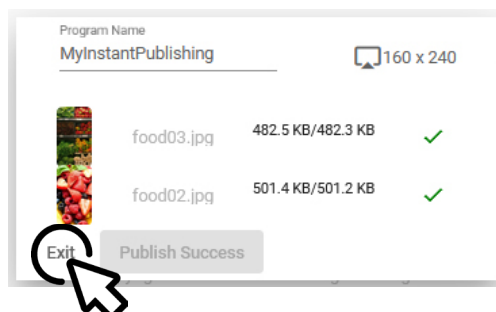 Program Name
MyInstantPublishing
160 x 240
food03.jpg 482.5 KB/482.3 KB
food02.jpg 501.4 KB/501.2 KB
Exit Publish Success